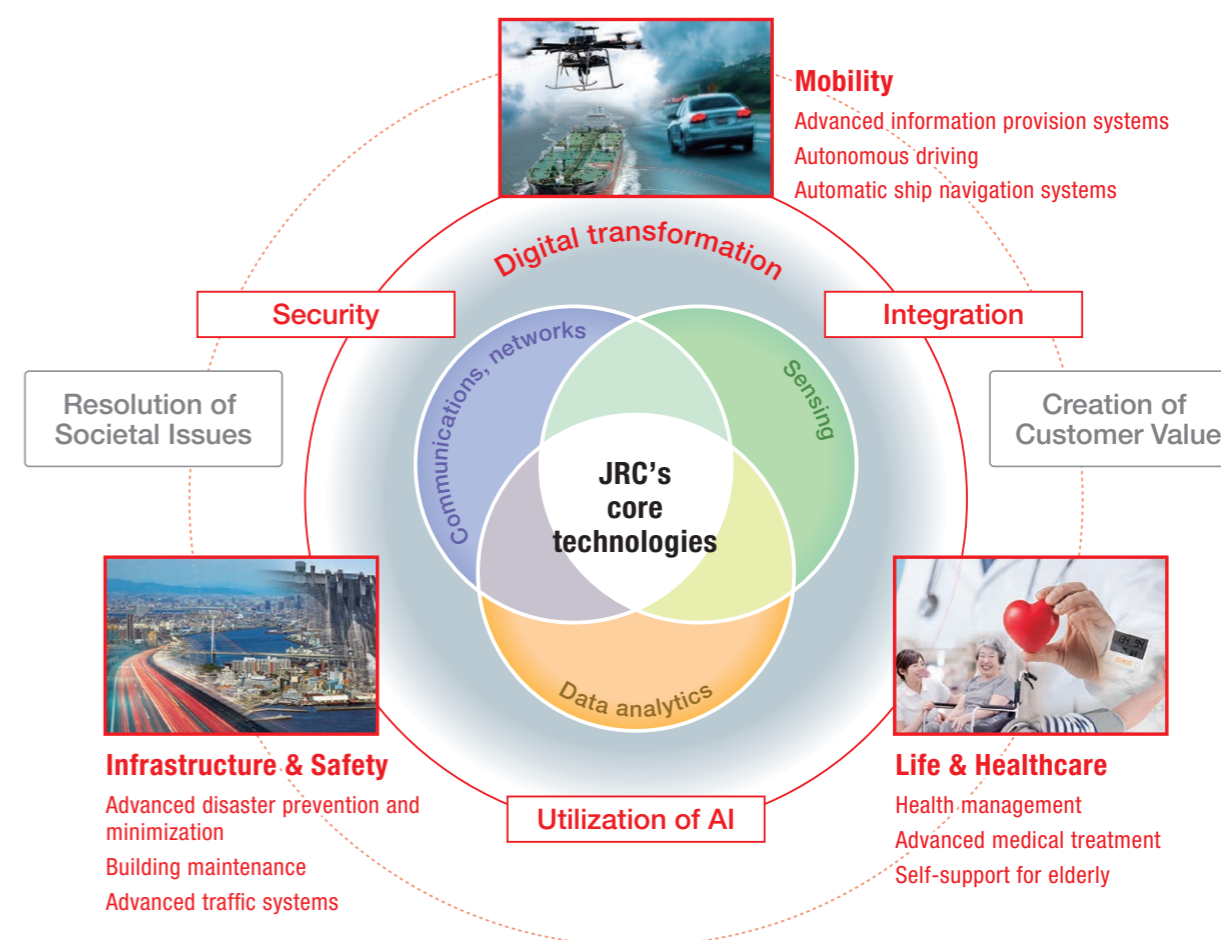 Mobility
Advanced information provision systems
Autonomous driving
Automatic ship navigation systems
Digital transformation
Security
Integration
Communications, networks
Sensing
Resolution of
Societal Issues
Creation of
Customer Value
JRC's
core
technologies
Data analytics
Infrastructure & Safety
Advanced disaster prevention and
minimization
Building maintenance
Advanced traffic systems
Utilization of AI
Life & Healthcare
Health management
Advanced medical treatment
Self-support for elderly